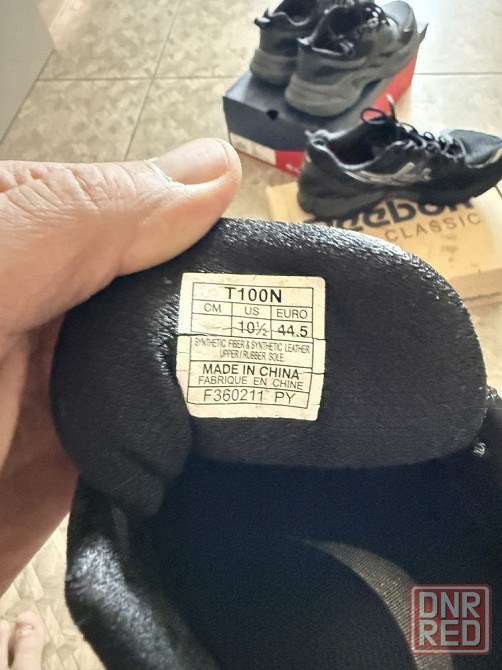 Reebok
CLASSIC
T100N
CM US EURO
10½ 44.5
SYNTHETIC FIBER & SYNTHETIC LEATHER
UPPER/RUBBER SOLE
MADE IN CHINA
FABRIQUE EN CHINE
F360211 PY
DNR
RED